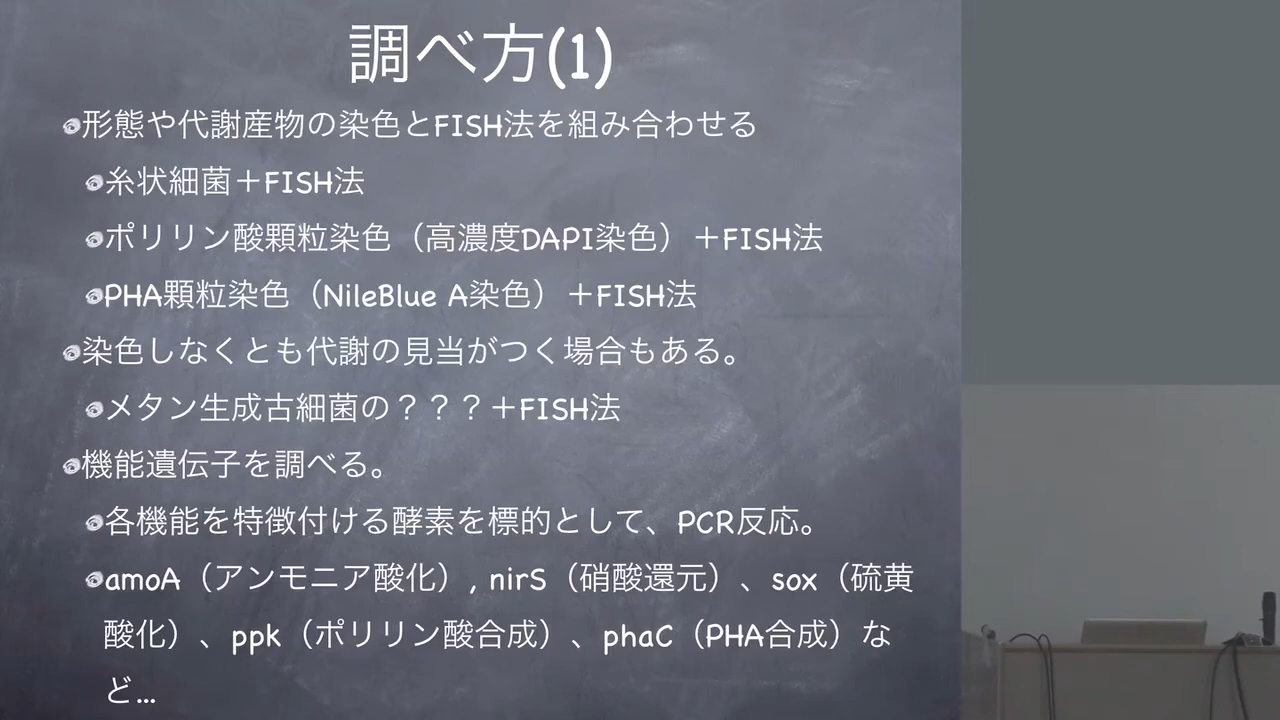 調べ方(1)
形態や代謝産物の染色とFISH法を組み合わせる
糸状細菌＋FISH法
ポリリン酸顆粒染色（高濃度DAPI染色）＋FISH法
PHA顆粒染色（NileBlue A染色）＋FISH法
染色しなくとも代謝の見当がつく場合もある。
メタン生成古細菌の？？？＋FISH法
機能遺伝子を調べる。
各機能を特徴付ける酵素を標的として、PCR反応。
amoA（アンモニア酸化）, nirS（硝酸還元）、sox（硫黄
酸化）、ppk（ポリリン酸合成）、phaC（PHA合成）な
ど...